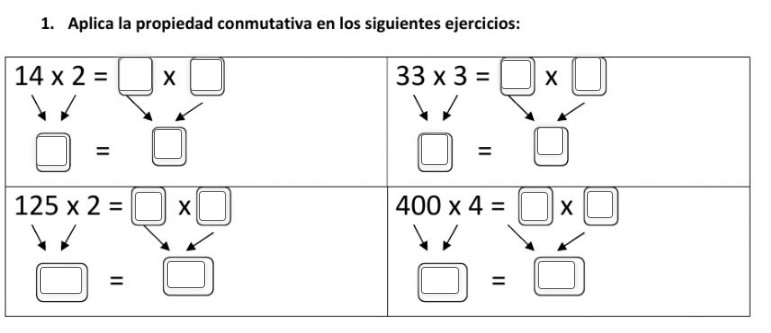 1. Aplica la propiedad conmutativa en los siguientes ejercicios:
14 x 2 = x
=
33 x 3 = x
=
125 x 2 = x
=
400 x 4 = x
=